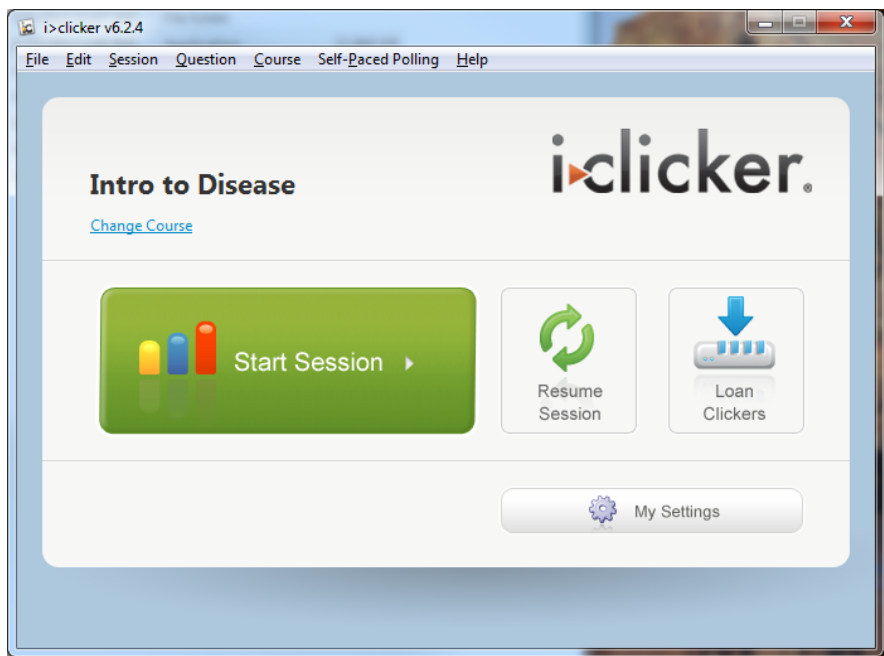 i>clicker v6.2.4
File Edit Session Question Course Self-Paced Polling Help
i>clicker®
Intro to Disease
Change Course
Start Session
Resume
Session
Loan
Clickers
My Settings